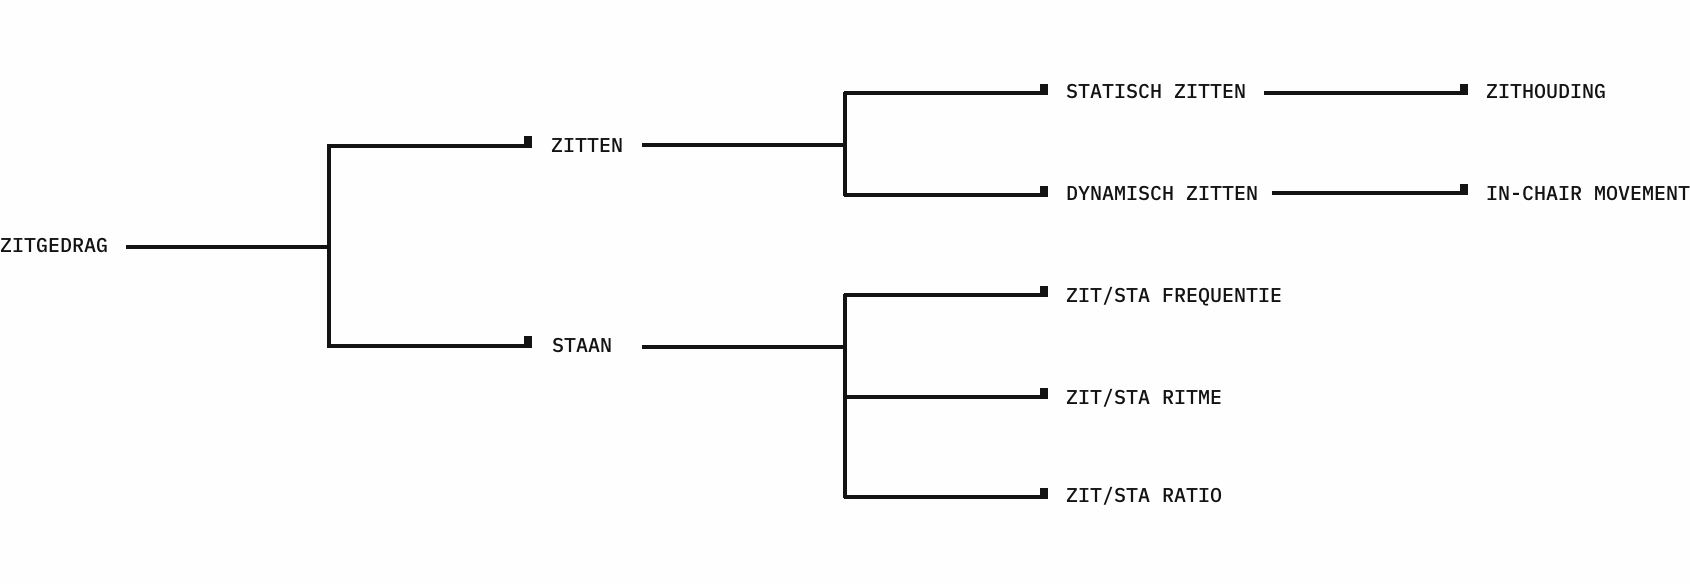 ZITGEDRAG
ZITTEN
STATISCH ZITTEN
ZITHOUDING
DYNAMISCH ZITTEN
IN-CHAIR MOVEMENT
STAAN
ZIT/STA FREQUENTIE
ZIT/STA RITME
ZIT/STA RATIO